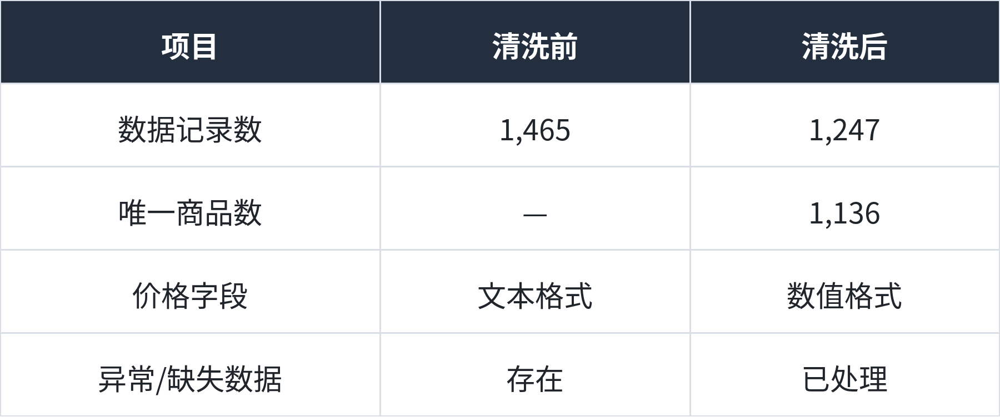 项目 清洗前 清洗后
数据记录数 1,465 1,247
唯一商品数 — 1,136
价格字段 文本格式 数值格式
异常/缺失数据 存在 已处理